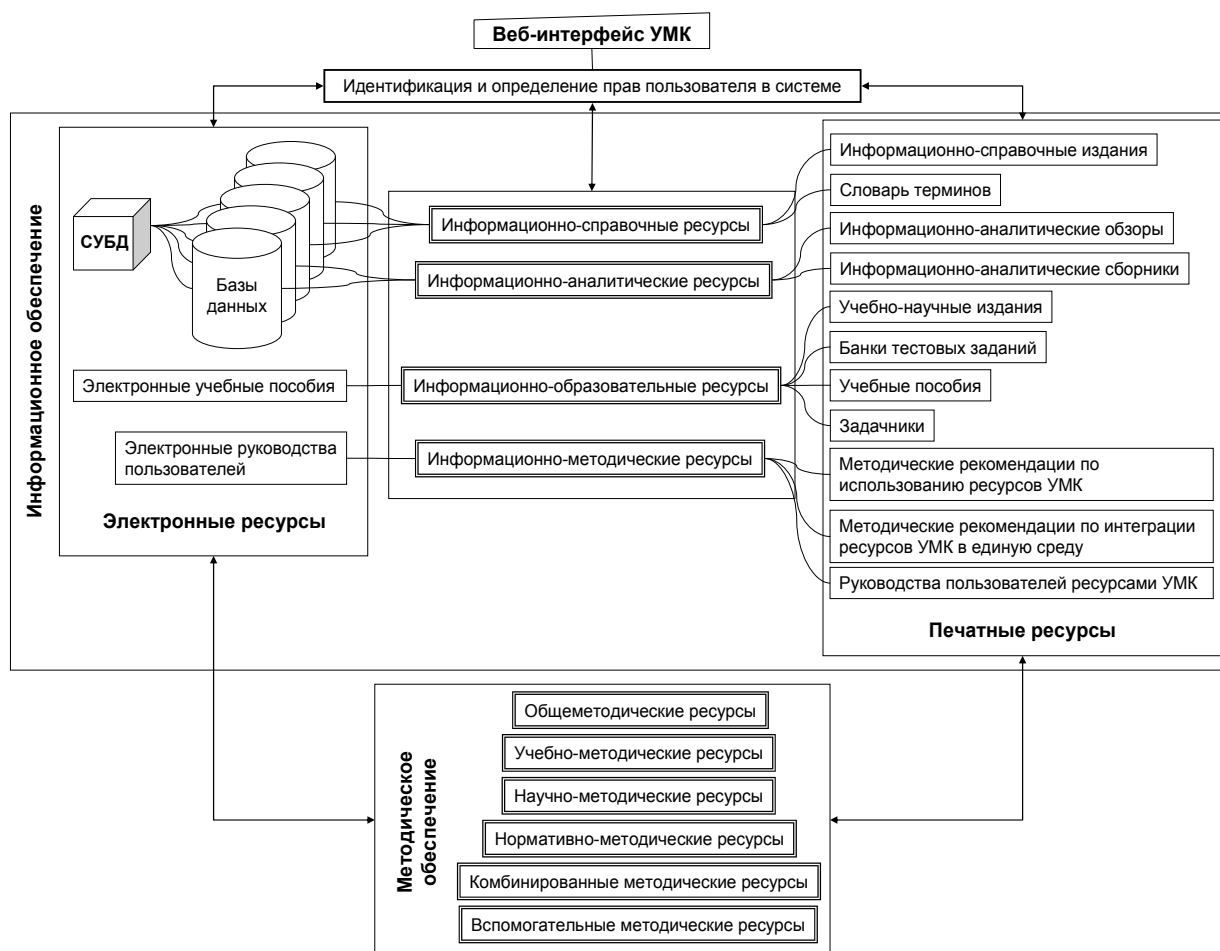 Веб-интерфейс УМК
Идентификация и определение прав пользователя в системе
Информационное обеспечение
СУБД
Базы
данных
Электронные учебные пособия
Электронные руководства
пользователей
Электронные ресурсы
Информационно-справочные ресурсы
Информационно-аналитические ресурсы
Информационно-образовательные ресурсы
Информационно-методические ресурсы
Информационно-справочные издания
Словарь терминов
Информационно-аналитические обзоры
Информационно-аналитические сборники
Учебно-научные издания
Банки тестовых заданий
Учебные пособия
Задачники
Методические рекомендации по
использованию ресурсов УМК
Методические рекомендации по интеграции
ресурсов УМК в единую среду
Руководства пользователей ресурсами УМК
Печатные ресурсы
Методическое
обеспечение
Общеметодические ресурсы
Учебно-методические ресурсы
Научно-методические ресурсы
Нормативно-методические ресурсы
Комбинированные методические ресурсы
Вспомогательные методические ресурсы